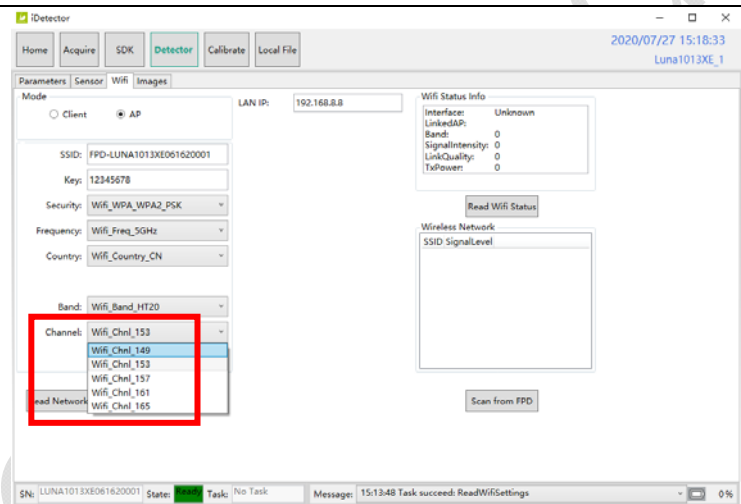 iDetector
Home Acquire SDK Detector Calibrate Local File
2020/07/27 15:18:33
Luna1013XE_1
Parameters Sensor Wifi Images
Mode
Client AP
LAN IP: 192.168.8.8
Wifi Status Info
Interface: Unknown
LinkedAP:
Band: 0
SignalIntensity: 0
LinkQuality: 0
TxPower: 0
SSID: FPD-LUNA1013XE061620001
Key: 12345678
Security: Wifi_WPA_WPA2_PSK
Read Wifi Status
Frequency: Wifi_Freq_5GHz
Wireless Network
SSID SignalLevel
Country: Wifi_Country_CN
Band: Wifi_Band_HT20
Channel: Wifi_Chnl_153
Wifi_Chnl_149
Wifi_Chnl_153
Wifi_Chnl_157
Wifi_Chnl_161
Wifi_Chnl_165
ead Network
Scan from FPD
SN: LUNA1013XE061620001 State: Ready Task: No Task Message: 15:13:48 Task succeed: ReadWifiSettings 0%